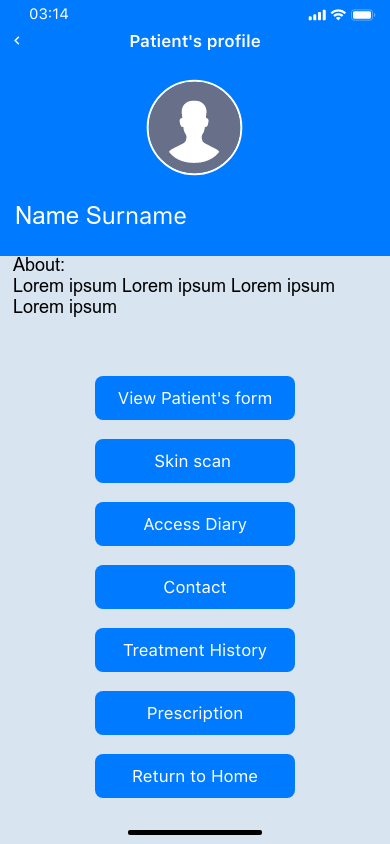 03:14
Patient's profile
Name Surname
About:
Lorem ipsum Lorem ipsum Lorem ipsum
Lorem ipsum
View Patient's form
Skin scan
Access Diary
Contact
Treatment History
Prescription
Return to Home